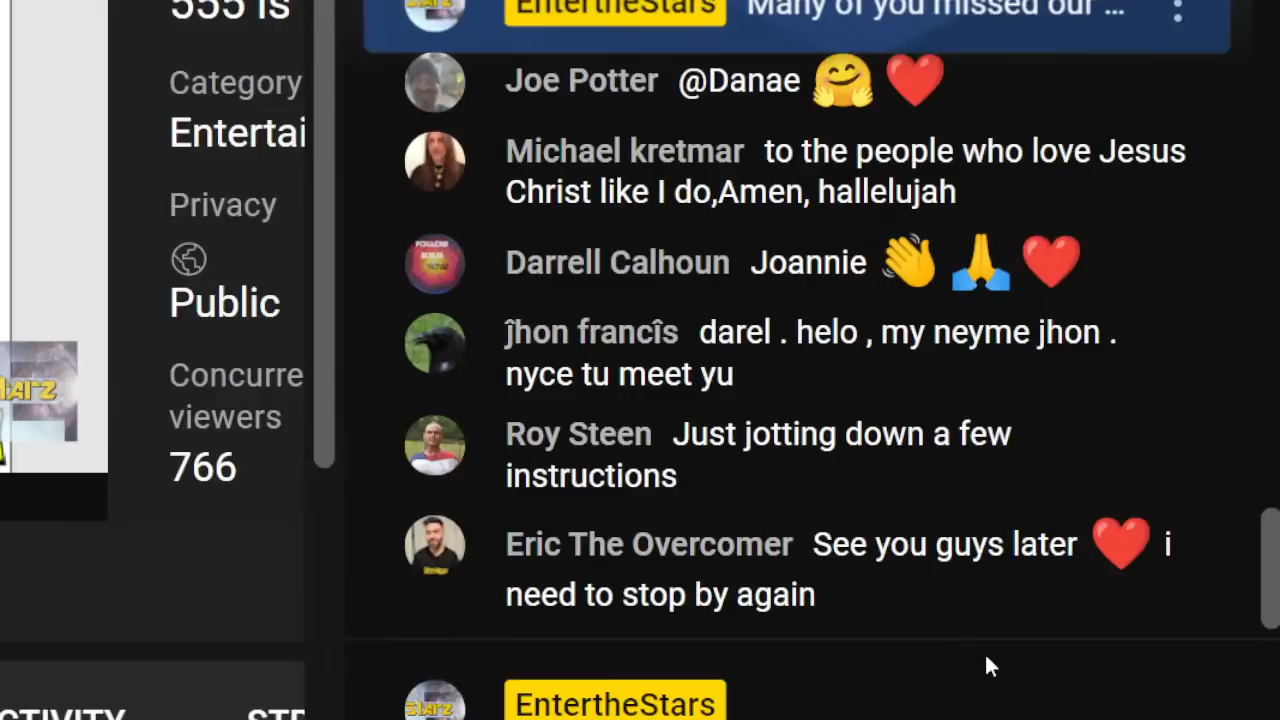 555 is
Category
Entertai
Privacy
Public
Concurre
viewers
766
EntertheStars Many of you missed our ...
Joe Potter @Danae 🤗 ❤️
Michael kretmar to the people who love Jesus
Christ like I do,Amen, hallelujah
Darrell Calhoun Joannie 👋 🙏 ❤️
ĵhon francîs darel . helo , my neyme jhon .
nyce tu meet yu
Roy Steen Just jotting down a few
instructions
Eric The Overcomer See you guys later ❤️ i
need to stop by again
EntertheStars